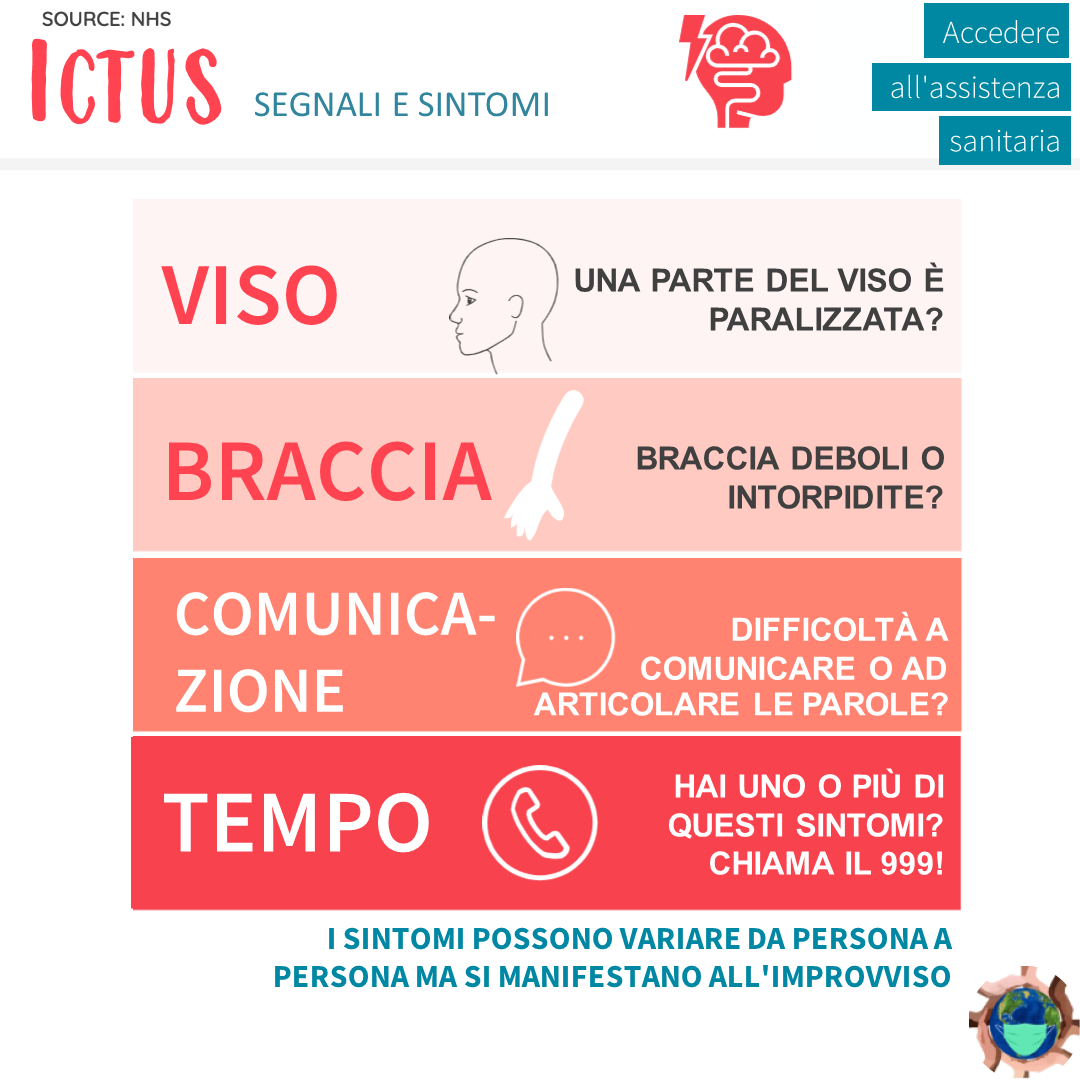 SOURCE: NHS
ICTUS
SEGNALI E SINTOMI
Accedere
all'assistenza
sanitaria
VISO
UNA PARTE DEL VISO È
PARALIZZATA?
BRACCIA
BRACCIA DEBOLI O
INTORPIDITE?
COMUNICA-
ZIONE
DIFFICOLTÀ A
COMUNICARE O AD
ARTICOLARE LE PAROLE?
TEMPO
HAI UNO O PIÙ DI
QUESTI SINTOMI?
CHIAMA IL 999!
I SINTOMI POSSONO VARIARE DA PERSONA A
PERSONA MA SI MANIFESTANO ALL'IMPROVVISO